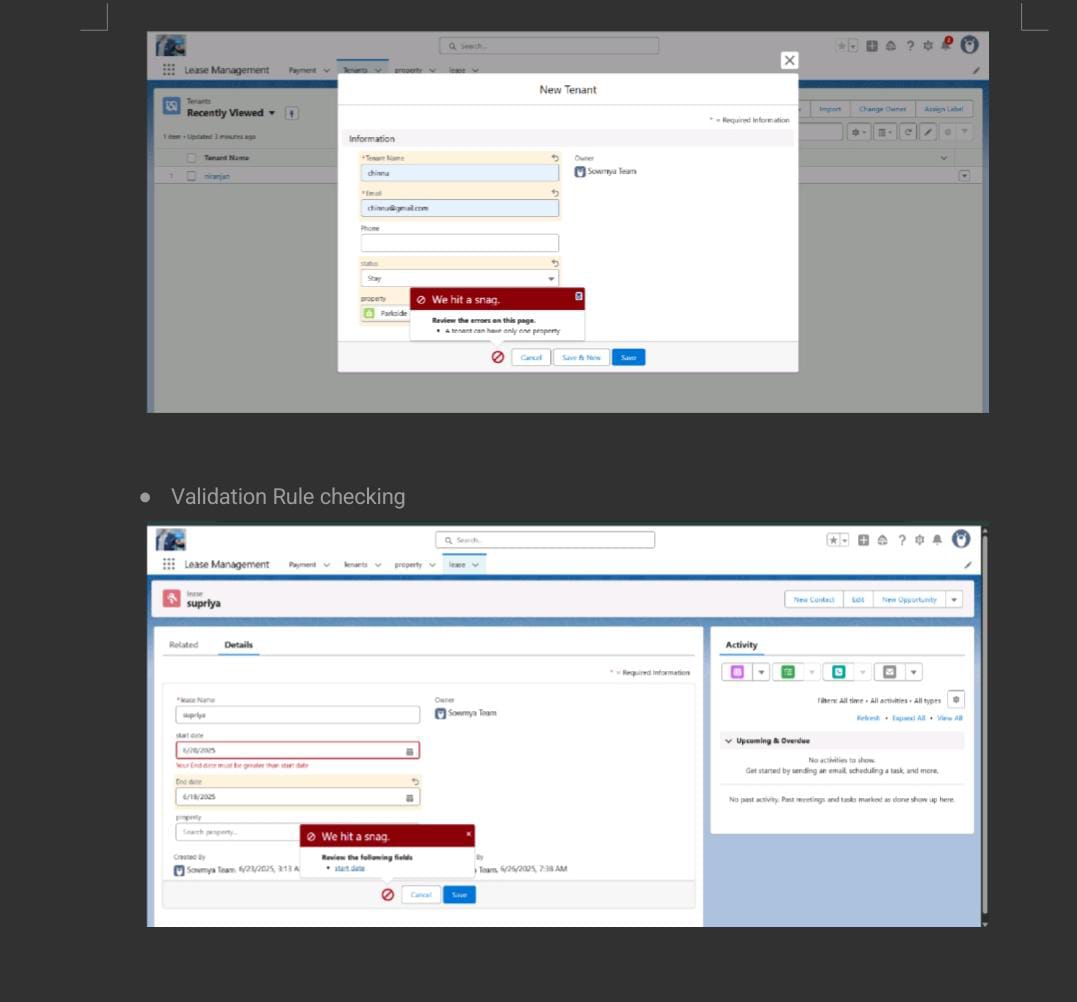 Search...
2
Lease Management Payment Tenants property lease
Tenants
Recently Viewed
Import Change Owner Assign Label
1 item • Updated 3 minutes ago
Tenant Name
1 niranjan
New Tenant
* = Required Information
Information
*Tenant Name
chinnu
Owner
Sowmya Team
*Email
chinnu@gmail.com
Phone
status
Stay
property
Parkside
We hit a snag.
Review the errors on this page.
• A tenant can have only one property
Cancel Save & New Save
● Validation Rule checking
Search...
Lease Management Payment Tenants property lease
lease
supriya
New Contact Edit New Opportunity
Related Details
* = Required Information
*lease Name
supriya
Owner
Sowmya Team
start date
6/20/2025
Your End date must be greater than start date
End date
6/18/2025
property
Search property...
We hit a snag.
Review the following fields
• start date
Created By
Sowmya Team, 6/23/2025, 3:13 A
By
Team, 6/26/2025, 7:38 AM
Cancel Save
Activity
Filters: All time • All activities • All types
Refresh • Expand All • View All
Upcoming & Overdue
No activities to show.
Get started by sending an email, scheduling a task, and more.
No past activity. Past meetings and tasks marked as done show up here.